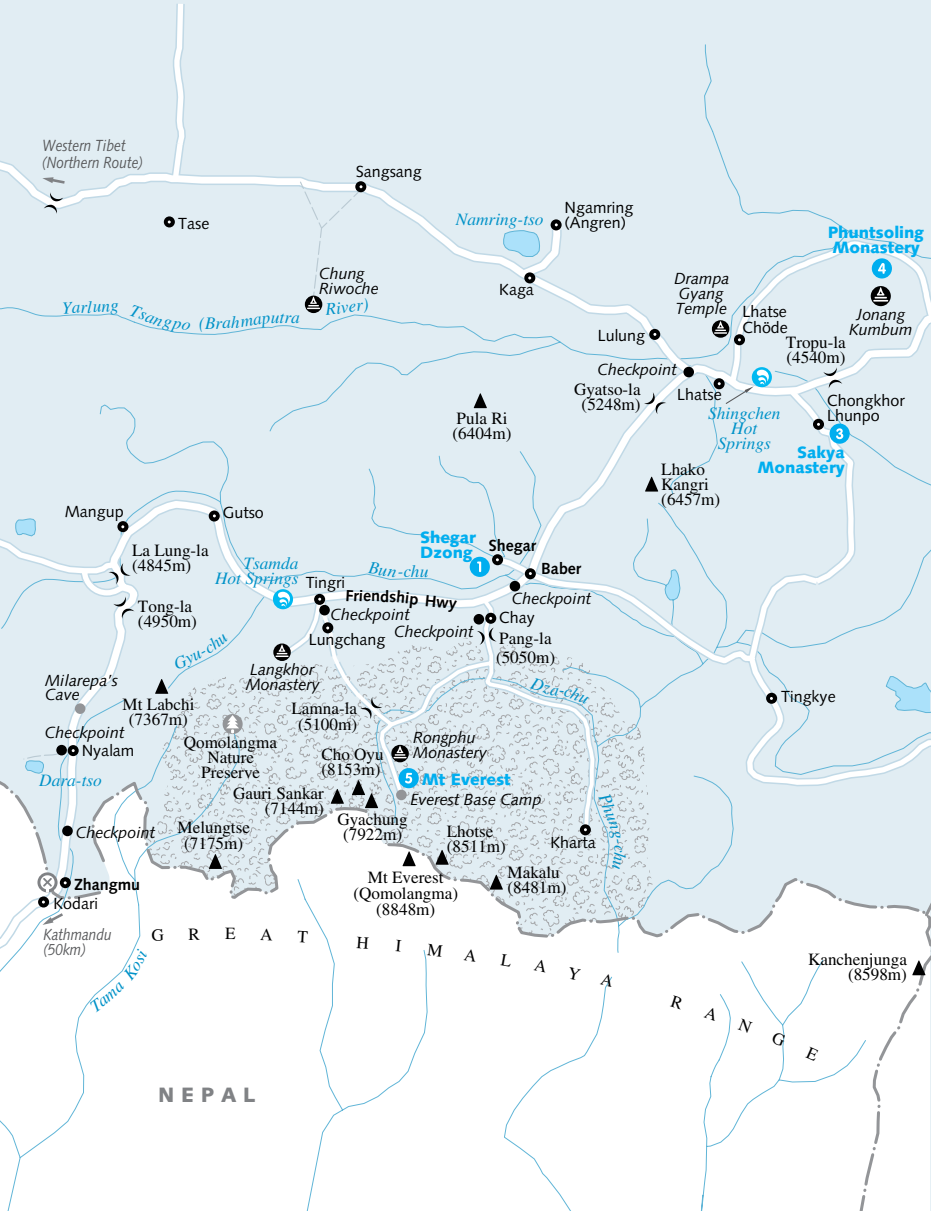 Western Tibet
(Northern Route)
Sangsang
Tase
Namring-tso
Ngamring
(Angren)
Phuntsoling
Monastery
4
Chung
Riwoche
Kaga
Drampa
Gyang
Temple
Jonang
Kumbum
Yarlung Tsangpo (Brahmaputra River)
Lhatse
Chöde
Lulung
Tropu-la
(4540m)
Checkpoint
Gyatso-la
(5248m)
Lhatse
Shingchen
Hot
Springs
Chongkhor
Lhunpo
3
Sakya
Monastery
Pula Ri
(6404m)
Lhako
Kangri
(6457m)
Mangup
Gutso
Shegar
Dzong
1
Shegar
La Lung-la
(4845m)
Tsamda
Hot Springs
Bun-chu
Baber
Tingri
Friendship Hwy
Checkpoint
Tong-la
(4950m)
Checkpoint
Lungchang
Checkpoint
Chay
Pang-la
(5050m)
Gyu-chu
Langkhor
Monastery
Milarepa's
Cave
Mt Labchi
(7367m)
Lamna-la
(5100m)
Dza-chu
Tingkye
Checkpoint
Nyalam
Qomolangma
Nature
Preserve
Rongphu
Monastery
Cho Oyu
(8153m)
Dara-tso
5
Mt Everest
Gauri Sankar
(7144m)
Everest Base Camp
Phung-chu
Gyachung
(7922m)
Checkpoint
Melungtse
(7175m)
Lhotse
(8511m)
Kharta
Mt Everest
(Qomolangma)
(8848m)
Makalu
(8481m)
Zhangmu
Kodari
Kathmandu
(50km)
GREAT HIMALAYA RANGE
Kanchenjunga
(8598m)
Tama Kosi
NEPAL